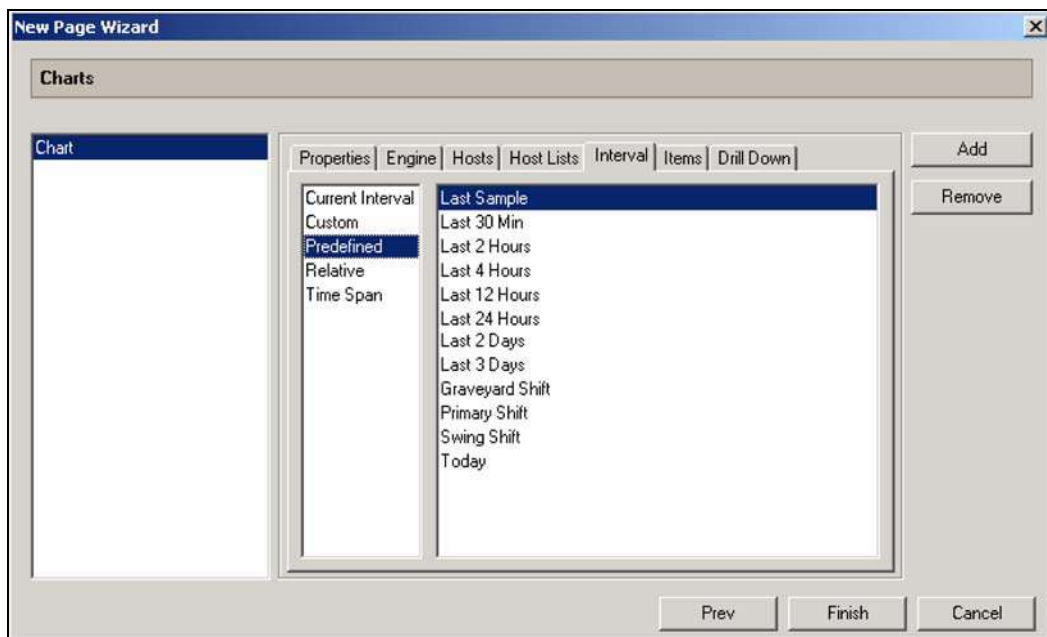 New Page Wizard
Charts
Chart
Properties Engine Hosts Host Lists Interval Items Drill Down
Current Interval
Custom
Predefined
Relative
Time Span
Last Sample
Last 30 Min
Last 2 Hours
Last 4 Hours
Last 12 Hours
Last 24 Hours
Last 2 Days
Last 3 Days
Graveyard Shift
Primary Shift
Swing Shift
Today
Add
Remove
Prev Finish Cancel